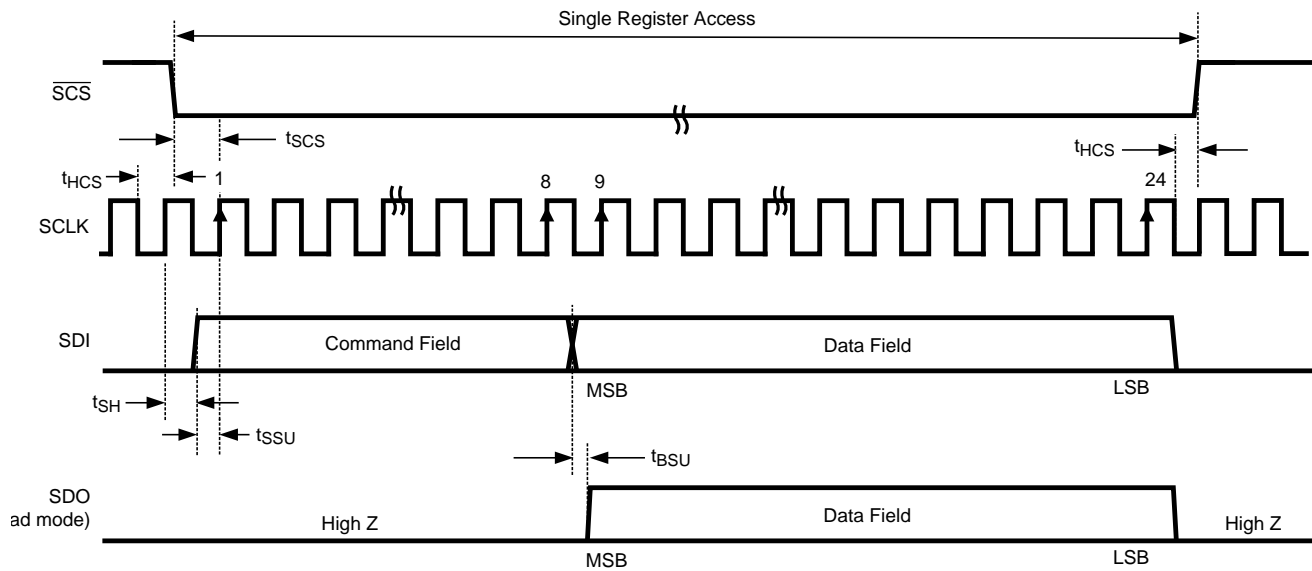 Single Register Access
SCS
tSCS
tHCS
tHCS
1
8
9
24
SCLK
SDI
Command Field
Data Field
MSB
LSB
tSH
tSSU
tBSU
SDO
ad mode)
High Z
Data Field
High Z
MSB
LSB